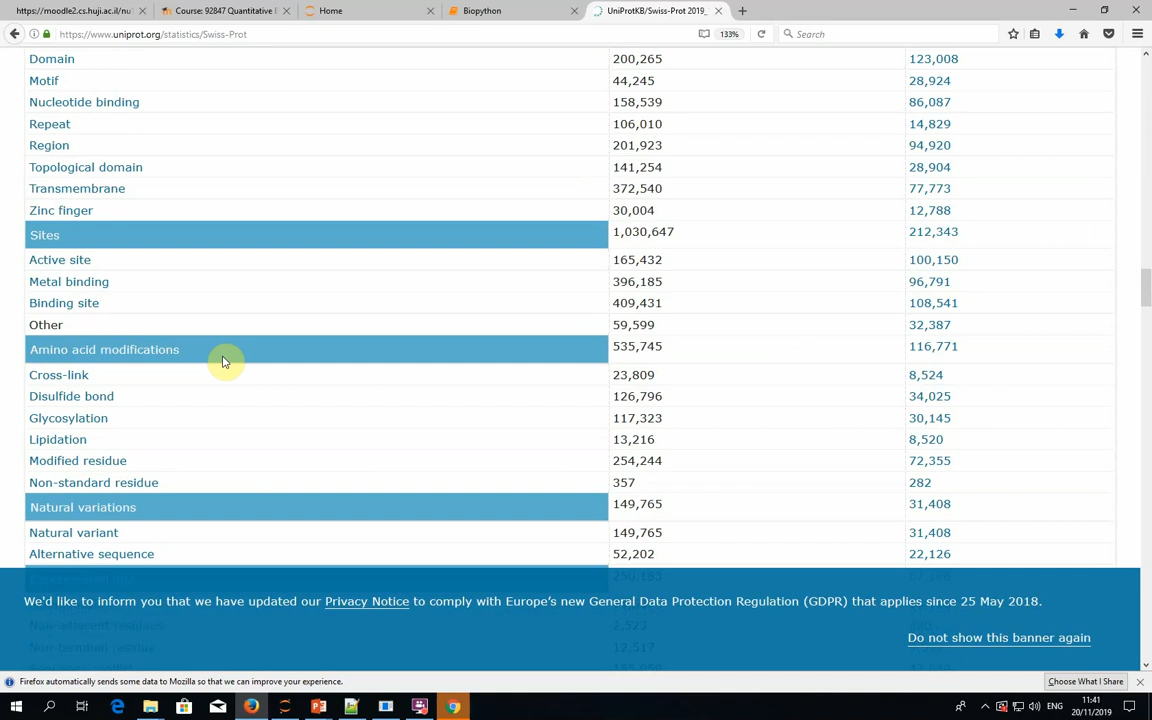 https://moodle2.cs.huji.ac.il/nu Course: 92847 Quantitative Home Biopython UniProtKB/Swiss-Prot 2019_
https://www.uniprot.org/statistics/Swiss-Prot 133% Search
Domain 200,265 123,008
Motif 44,245 28,924
Nucleotide binding 158,539 86,087
Repeat 106,010 14,829
Region 201,923 94,920
Topological domain 141,254 28,904
Transmembrane 372,540 77,773
Zinc finger 30,004 12,788
Sites 1,030,647 212,343
Active site 165,432 100,150
Metal binding 396,185 96,791
Binding site 409,431 108,541
Other 59,599 32,387
Amino acid modifications 535,745 116,771
Cross-link 23,809 8,524
Disulfide bond 126,796 34,025
Glycosylation 117,323 30,145
Lipidation 13,216 8,520
Modified residue 254,244 72,355
Non-standard residue 357 282
Natural variations 149,765 31,408
Natural variant 149,765 31,408
Alternative sequence 52,202 22,126
We'd like to inform you that we have updated our Privacy Notice to comply with Europe's new General Data Protection Regulation (GDPR) that applies since 25 May 2018.
Non-adjacent residues 2,523
Do not show this banner again
Non-terminal residue 12,517
Firefox automatically sends some data to Mozilla so that we can improve your experience. Choose What I Share
ENG 11:41
20/11/2019